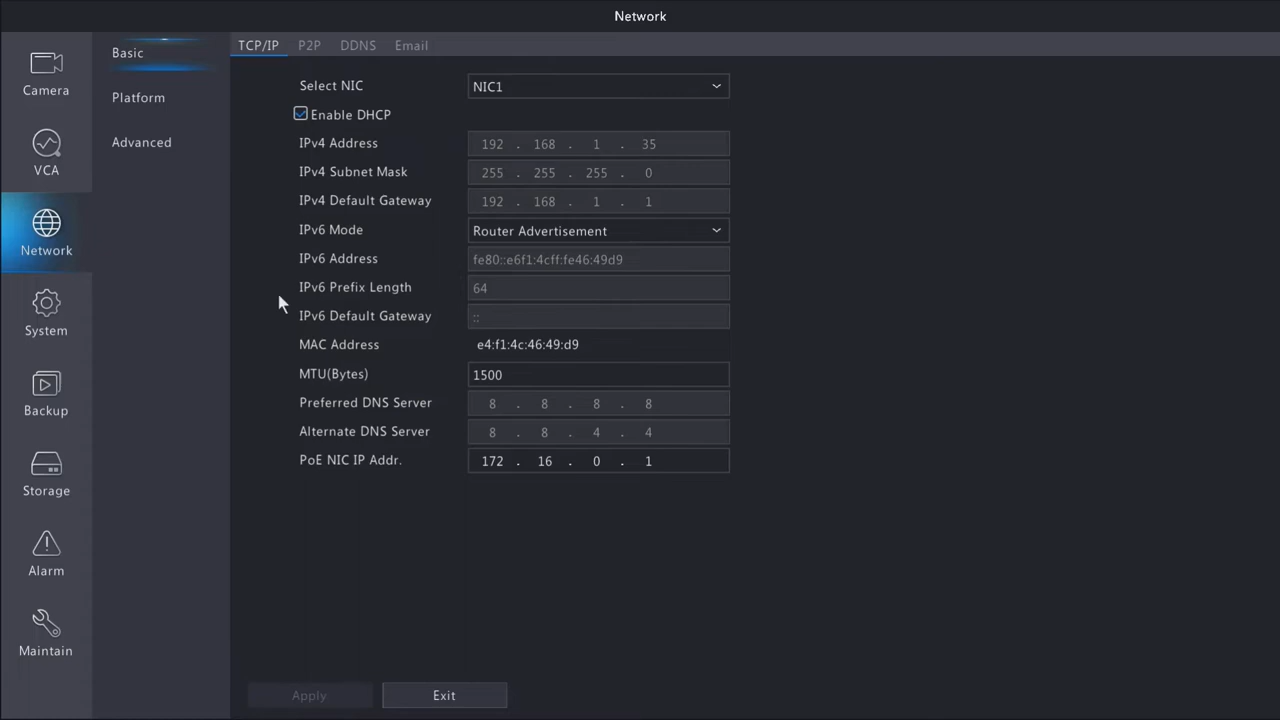 Network
Camera
VCA
Network
System
Backup
Storage
Alarm
Maintain
Basic
Platform
Advanced
TCP/IP P2P DDNS Email
Select NIC NIC1
Enable DHCP
IPv4 Address 192 . 168 . 1 . 35
IPv4 Subnet Mask 255 . 255 . 255 . 0
IPv4 Default Gateway 192 . 168 . 1 . 1
IPv6 Mode Router Advertisement
IPv6 Address fe80::e6f1:4cff:fe46:49d9
IPv6 Prefix Length 64
IPv6 Default Gateway ::
MAC Address e4:f1:4c:46:49:d9
MTU(Bytes) 1500
Preferred DNS Server 8 . 8 . 8 . 8
Alternate DNS Server 8 . 8 . 4 . 4
PoE NIC IP Addr. 172 . 16 . 0 . 1
Apply Exit